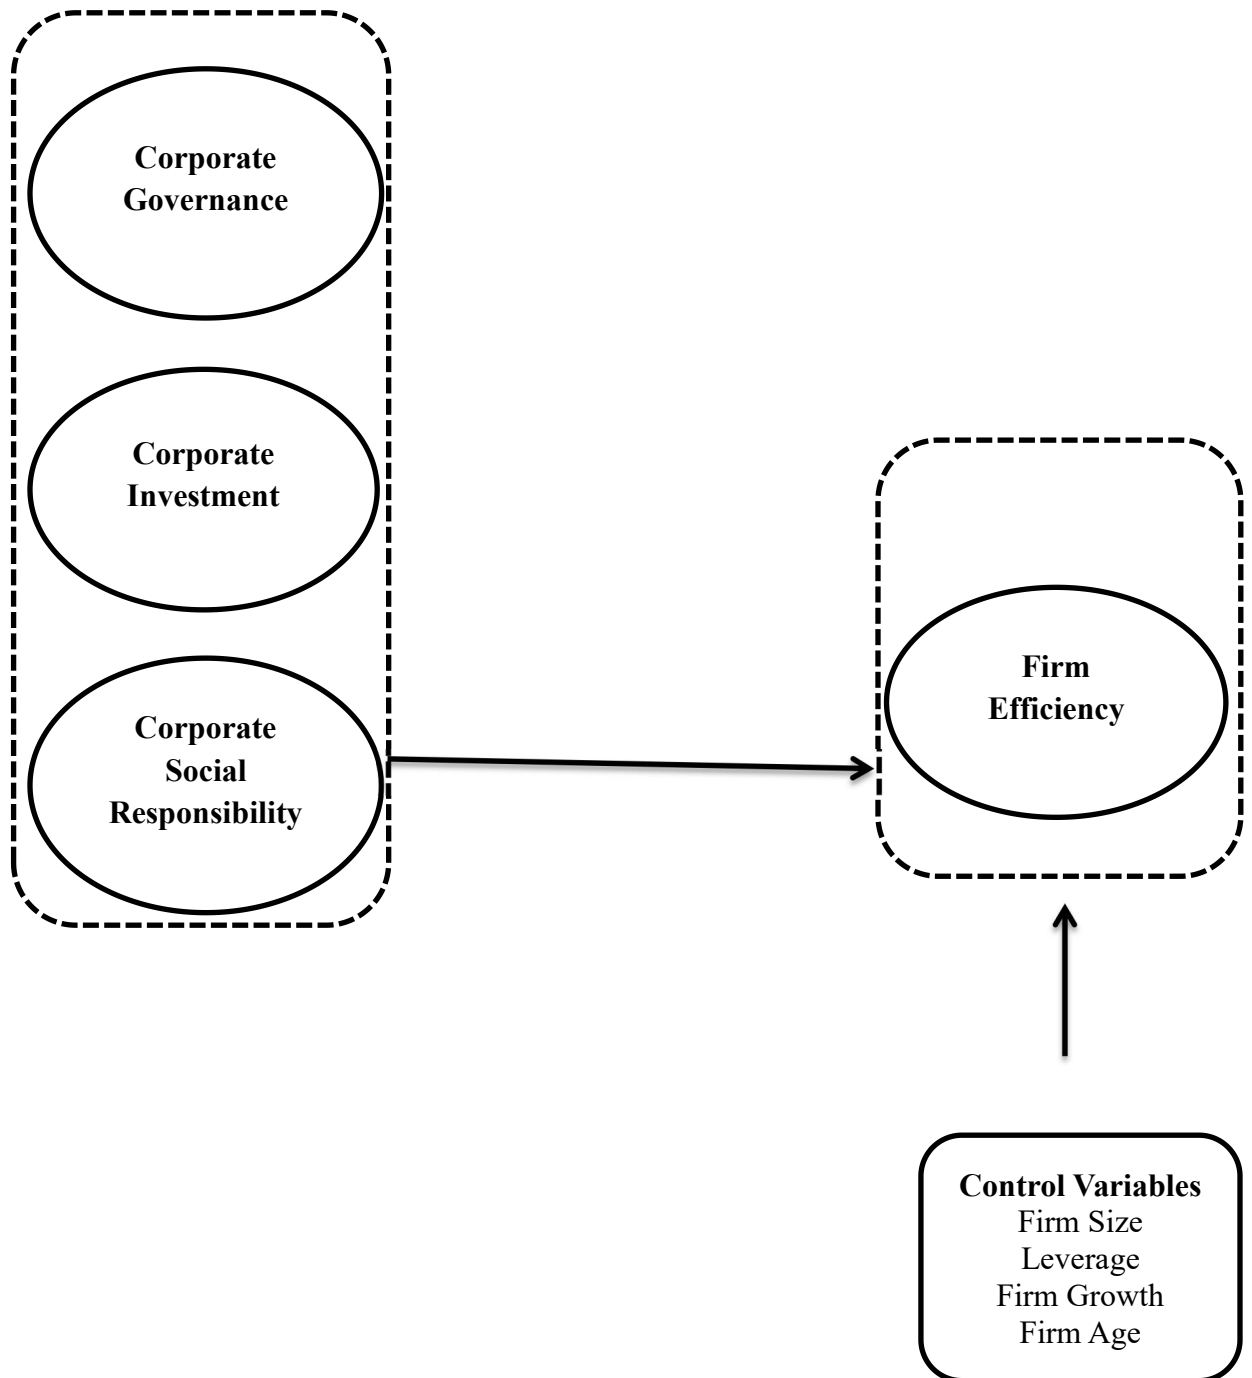 Corporate
Governance
Corporate
Investment
Corporate
Social
Responsibility
Firm
Efficiency
Control Variables
Firm Size
Leverage
Firm Growth
Firm Age